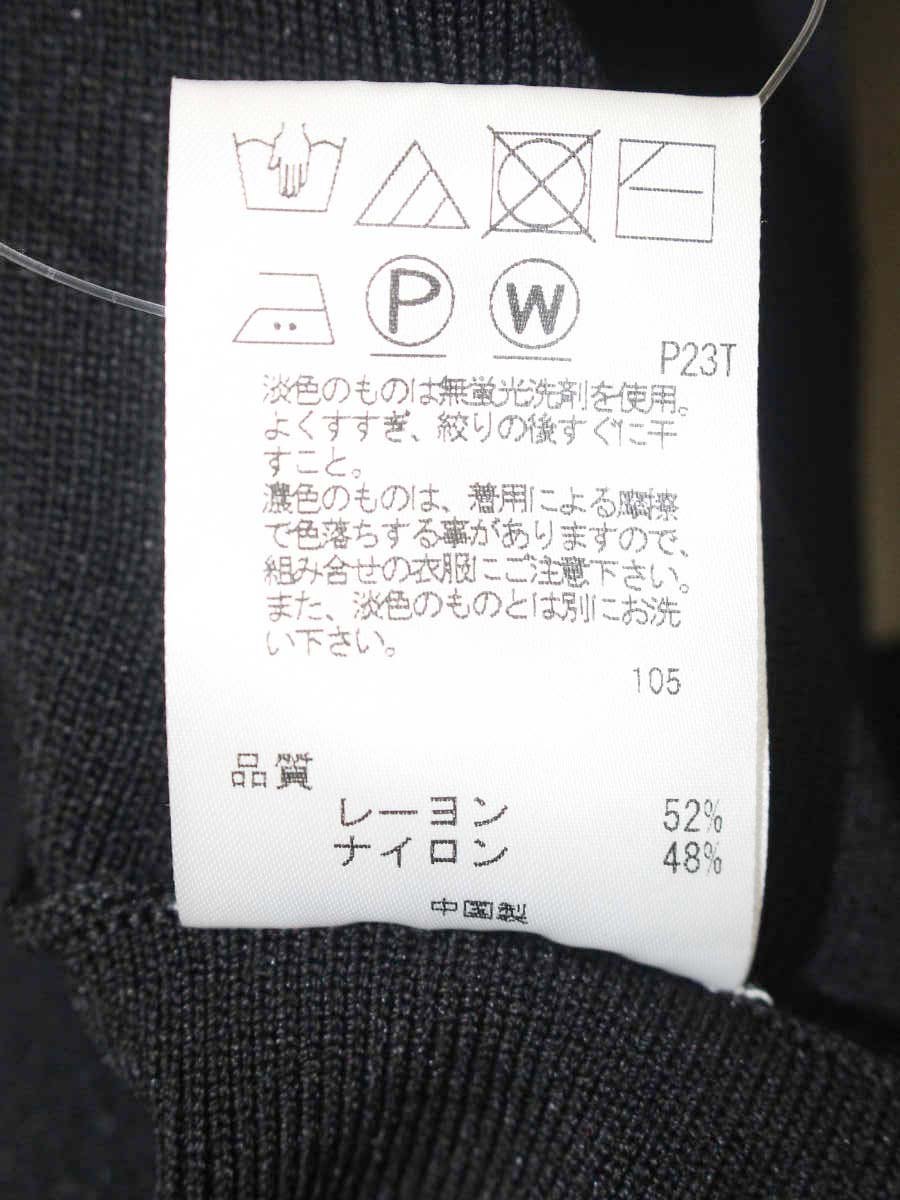 P W
P23T
淡色のものは無蛍光洗剤を使用。
よくすすぎ、絞りの後すぐに干
すこと。
濃色のものは、着用による摩擦
で色落ちする事がありますので、
組み合せの衣服にご注意下さい。
また、淡色のものとは別にお洗
い下さい。
105
品質
レーヨン 52%
ナイロン 48%
中国製